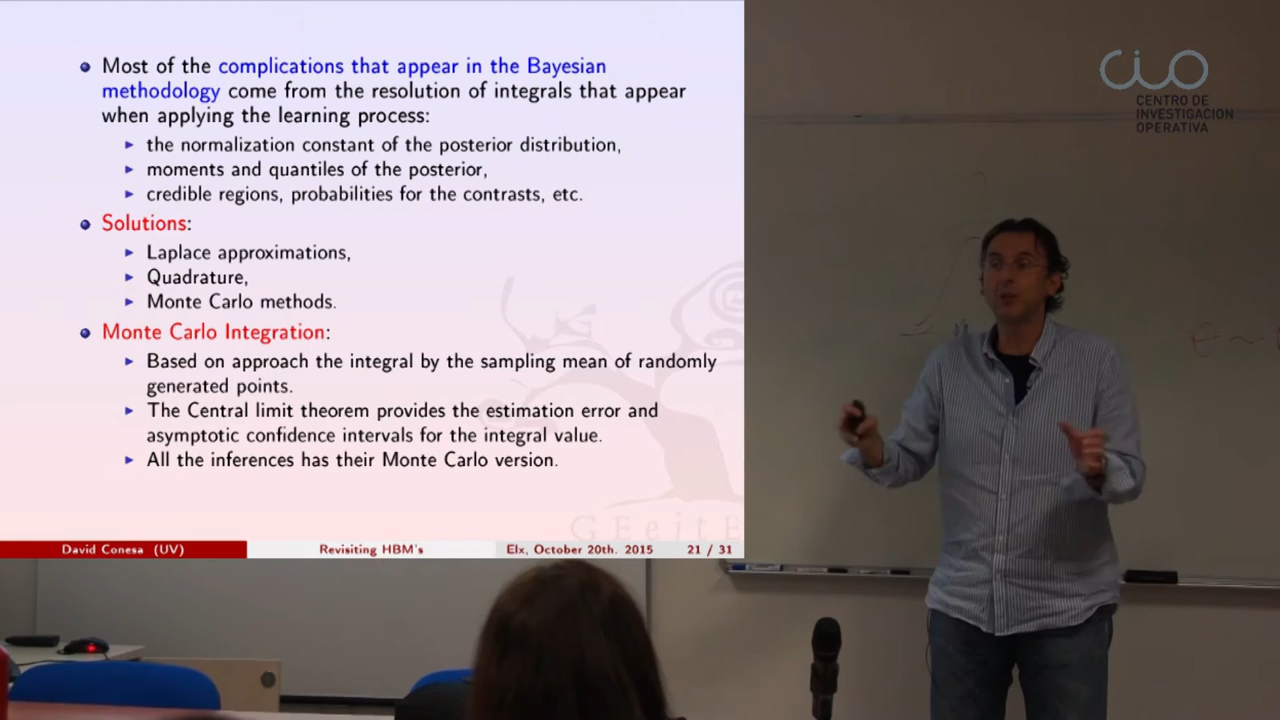 Most of the complications that appear in the Bayesian
methodology come from the resolution of integrals that appear
when applying the learning process:
the normalization constant of the posterior distribution,
moments and quantiles of the posterior,
credible regions, probabilities for the contrasts, etc.
Solutions:
Laplace approximations,
Quadrature,
Monte Carlo methods.
Monte Carlo Integration:
Based on approach the integral by the sampling mean of randomly
generated points.
The Central limit theorem provides the estimation error and
asymptotic confidence intervals for the integral value.
All the inferences has their Monte Carlo version.
David Conesa (UV) Revisiting HBM's Elx, October 20th. 2015 21 / 31
CIO
CENTRO DE
INVESTIGACION
OPERATIVA